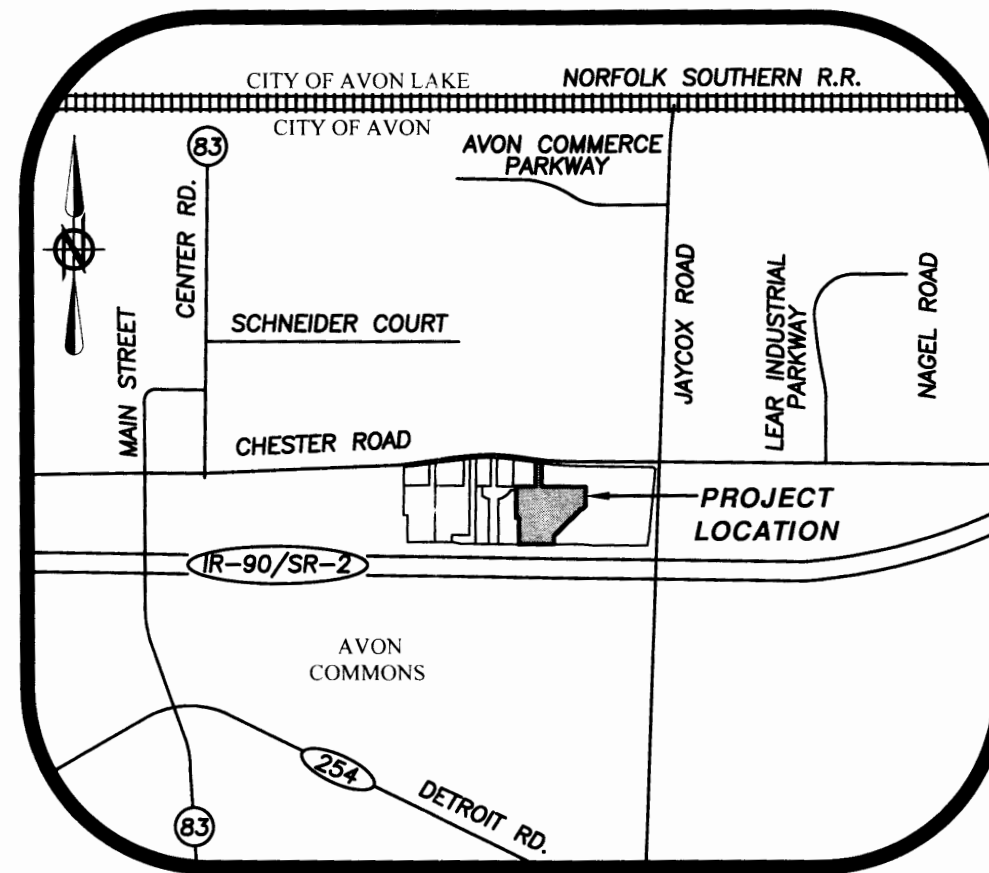 CITY OF AVON LAKE
NORFOLK SOUTHERN R.R.
CITY OF AVON
83
AVON COMMERCE
PARKWAY
CENTER RD.
N
JAYCOX ROAD
LEAR INDUSTRIAL
PARKWAY
NAGEL ROAD
MAIN STREET
SCHNEIDER COURT
CHESTER ROAD
PROJECT
LOCATION
IR-90/SR-2
AVON
COMMONS
254
DETROIT RD.
83